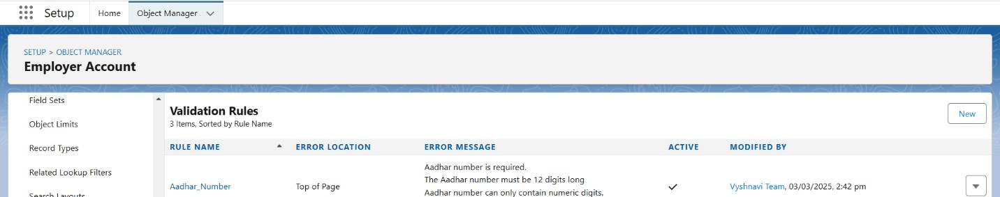 Setup Home Object Manager
SETUP > OBJECT MANAGER
Employer Account
Field Sets
Object Limits
Record Types
Related Lookup Filters
Search Layouts
Validation Rules
3 Items, Sorted by Rule Name
New
RULE NAME ERROR LOCATION ERROR MESSAGE ACTIVE MODIFIED BY
Aadhar_Number Top of Page
Aadhar number is required.
The Aadhar number must be 12 digits long
Aadhar number can only contain numeric digits.
Vyshnavi Team, 03/03/2025, 2:42 pm